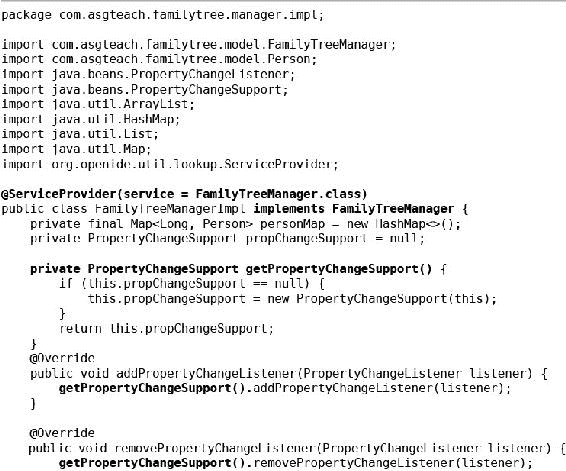 package com.asgteach.familytree.manager.impl;
import com.asgteach.familytree.model.FamilyTreeManager;
import com.asgteach.familytree.model.Person;
import java.beans.PropertyChangeListener;
import java.beans.PropertyChangeSupport;
import java.util.ArrayList;
import java.util.HashMap;
import java.util.List;
import java.util.Map;
import org.openide.util.lookup.ServiceProvider;
@ServiceProvider(service = FamilyTreeManager.class)
public class FamilyTreeManagerImpl implements FamilyTreeManager {
    private final Map<Long, Person> personMap = new HashMap<>();
    private PropertyChangeSupport propChangeSupport = null;
    private PropertyChangeSupport getPropertyChangeSupport() {
        if (this.propChangeSupport == null) {
            this.propChangeSupport = new PropertyChangeSupport(this);
        }
        return this.propChangeSupport;
    }
    @Override
    public void addPropertyChangeListener(PropertyChangeListener listener) {
        getPropertyChangeSupport().addPropertyChangeListener(listener);
    }
    @Override
    public void removePropertyChangeListener(PropertyChangeListener listener) {
        getPropertyChangeSupport().removePropertyChangeListener(listener);